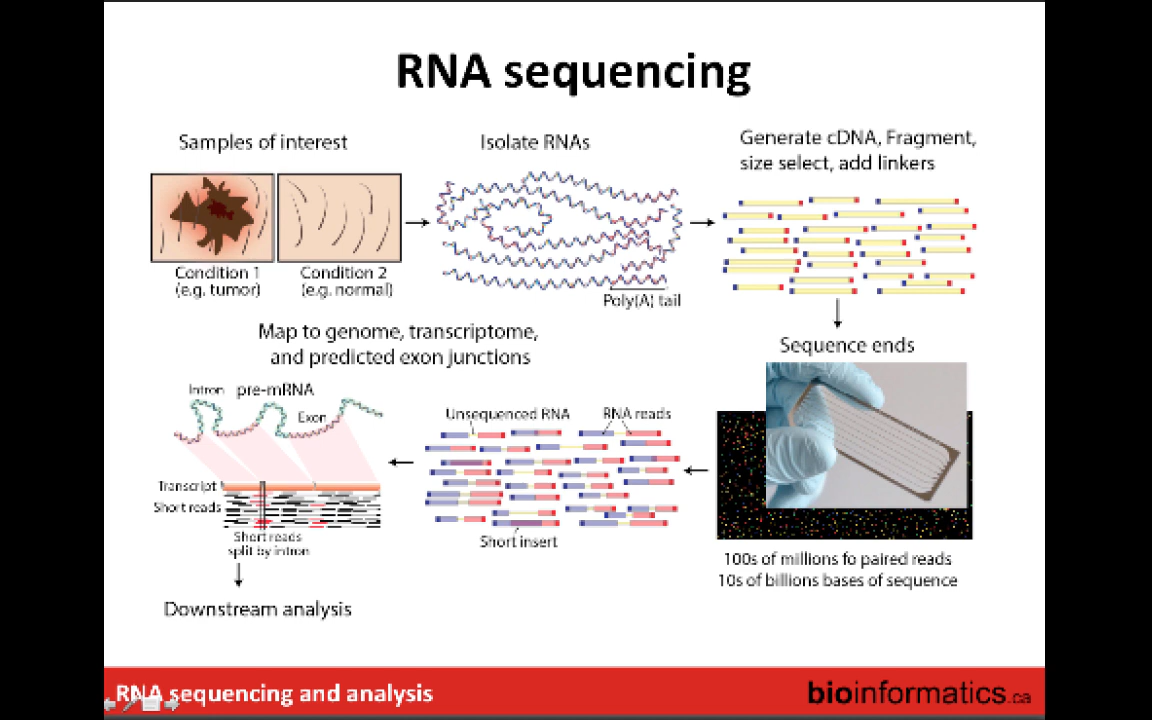 RNA sequencing
Samples of interest
Isolate RNAs
Generate cDNA, Fragment,
size select, add linkers
Condition 1
(e.g. tumor)
Condition 2
(e.g. normal)
Poly(A) tail
Sequence ends
100s of millions fo paired reads
10s of billions bases of sequence
Unsequenced RNA
RNA reads
Short insert
Map to genome, transcriptome,
and predicted exon junctions
Intron
pre-mRNA
Exon
Transcript
Short reads
Short reads
split by intron
Downstream analysis
RNA sequencing and analysis
bioinformatics.ca